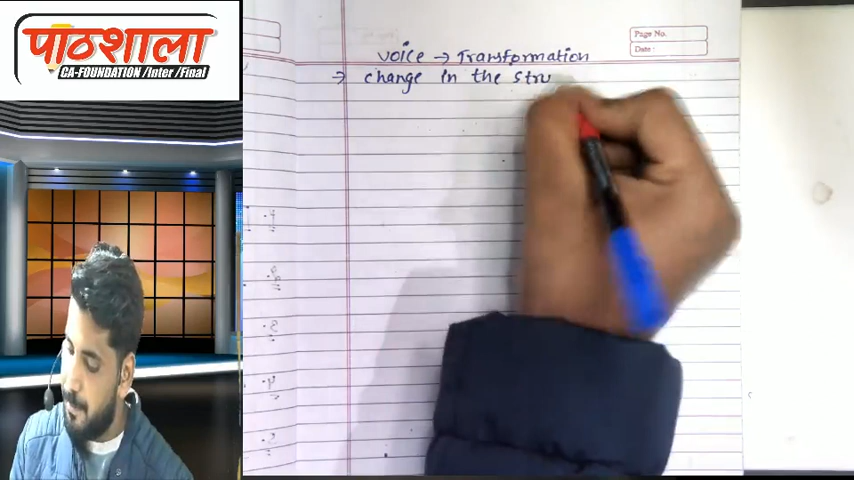 पाठशाला
CA-FOUNDATION/Inter/Final
Page No.
Date:
voice → Transformation
→ change in the stru